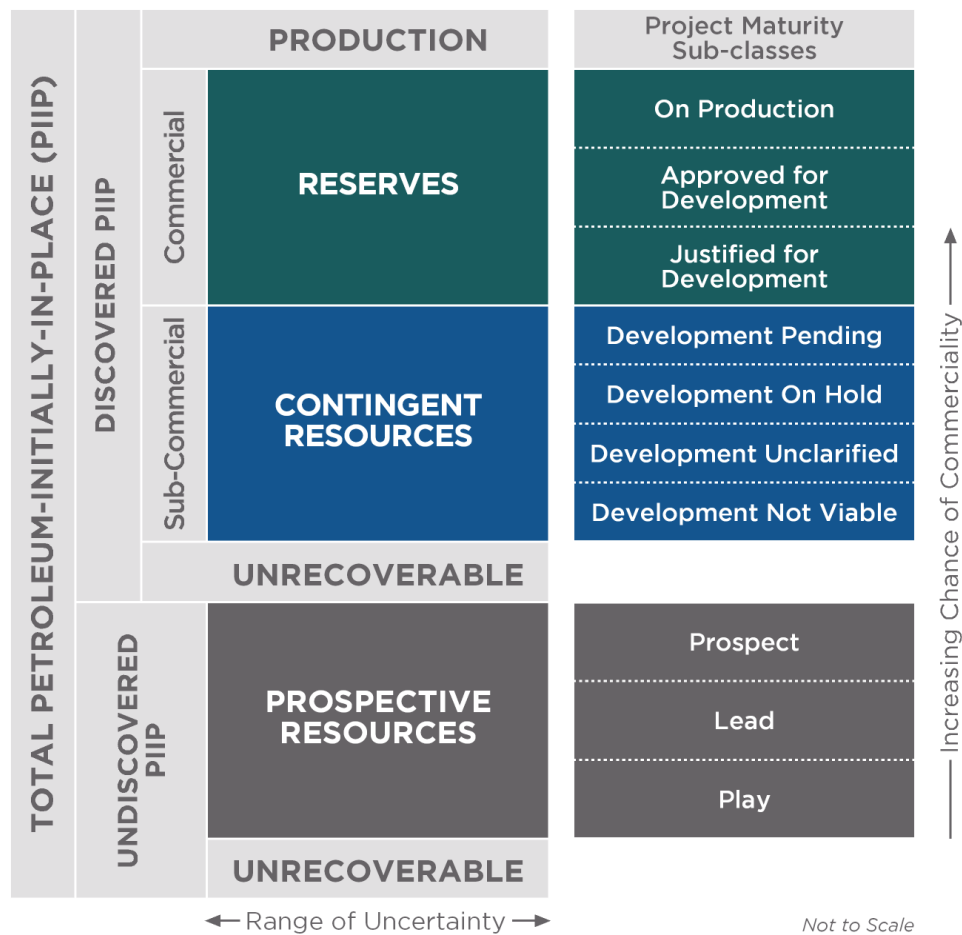 TOTAL PETROLEUM-INITIALLY-IN-PLACE (PIIP)
DISCOVERED PIIP
UNDISCOVERED
PIIP
Commercial
Sub-Commercial
PRODUCTION
RESERVES
CONTINGENT
RESOURCES
UNRECOVERABLE
PROSPECTIVE
RESOURCES
UNRECOVERABLE
Range of Uncertainty
Project Maturity
Sub-classes
On Production
Approved for
Development
Justified for
Development
Development Pending
Development On Hold
Development Unclarified
Development Not Viable
Prospect
Lead
Play
Increasing Chance of Commerciality
Not to Scale